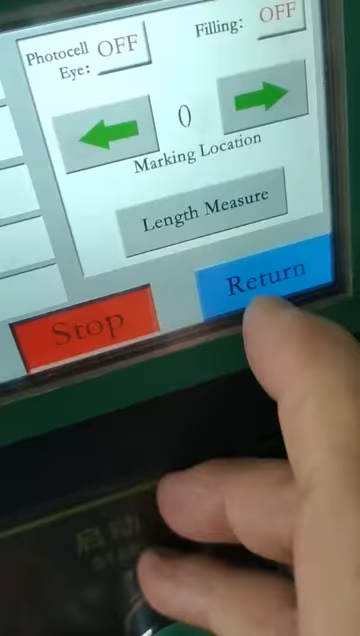 Photocell
Eye:
OFF
Filling:
OFF
0
Marking Location
Length Measure
Stop
Return
启动